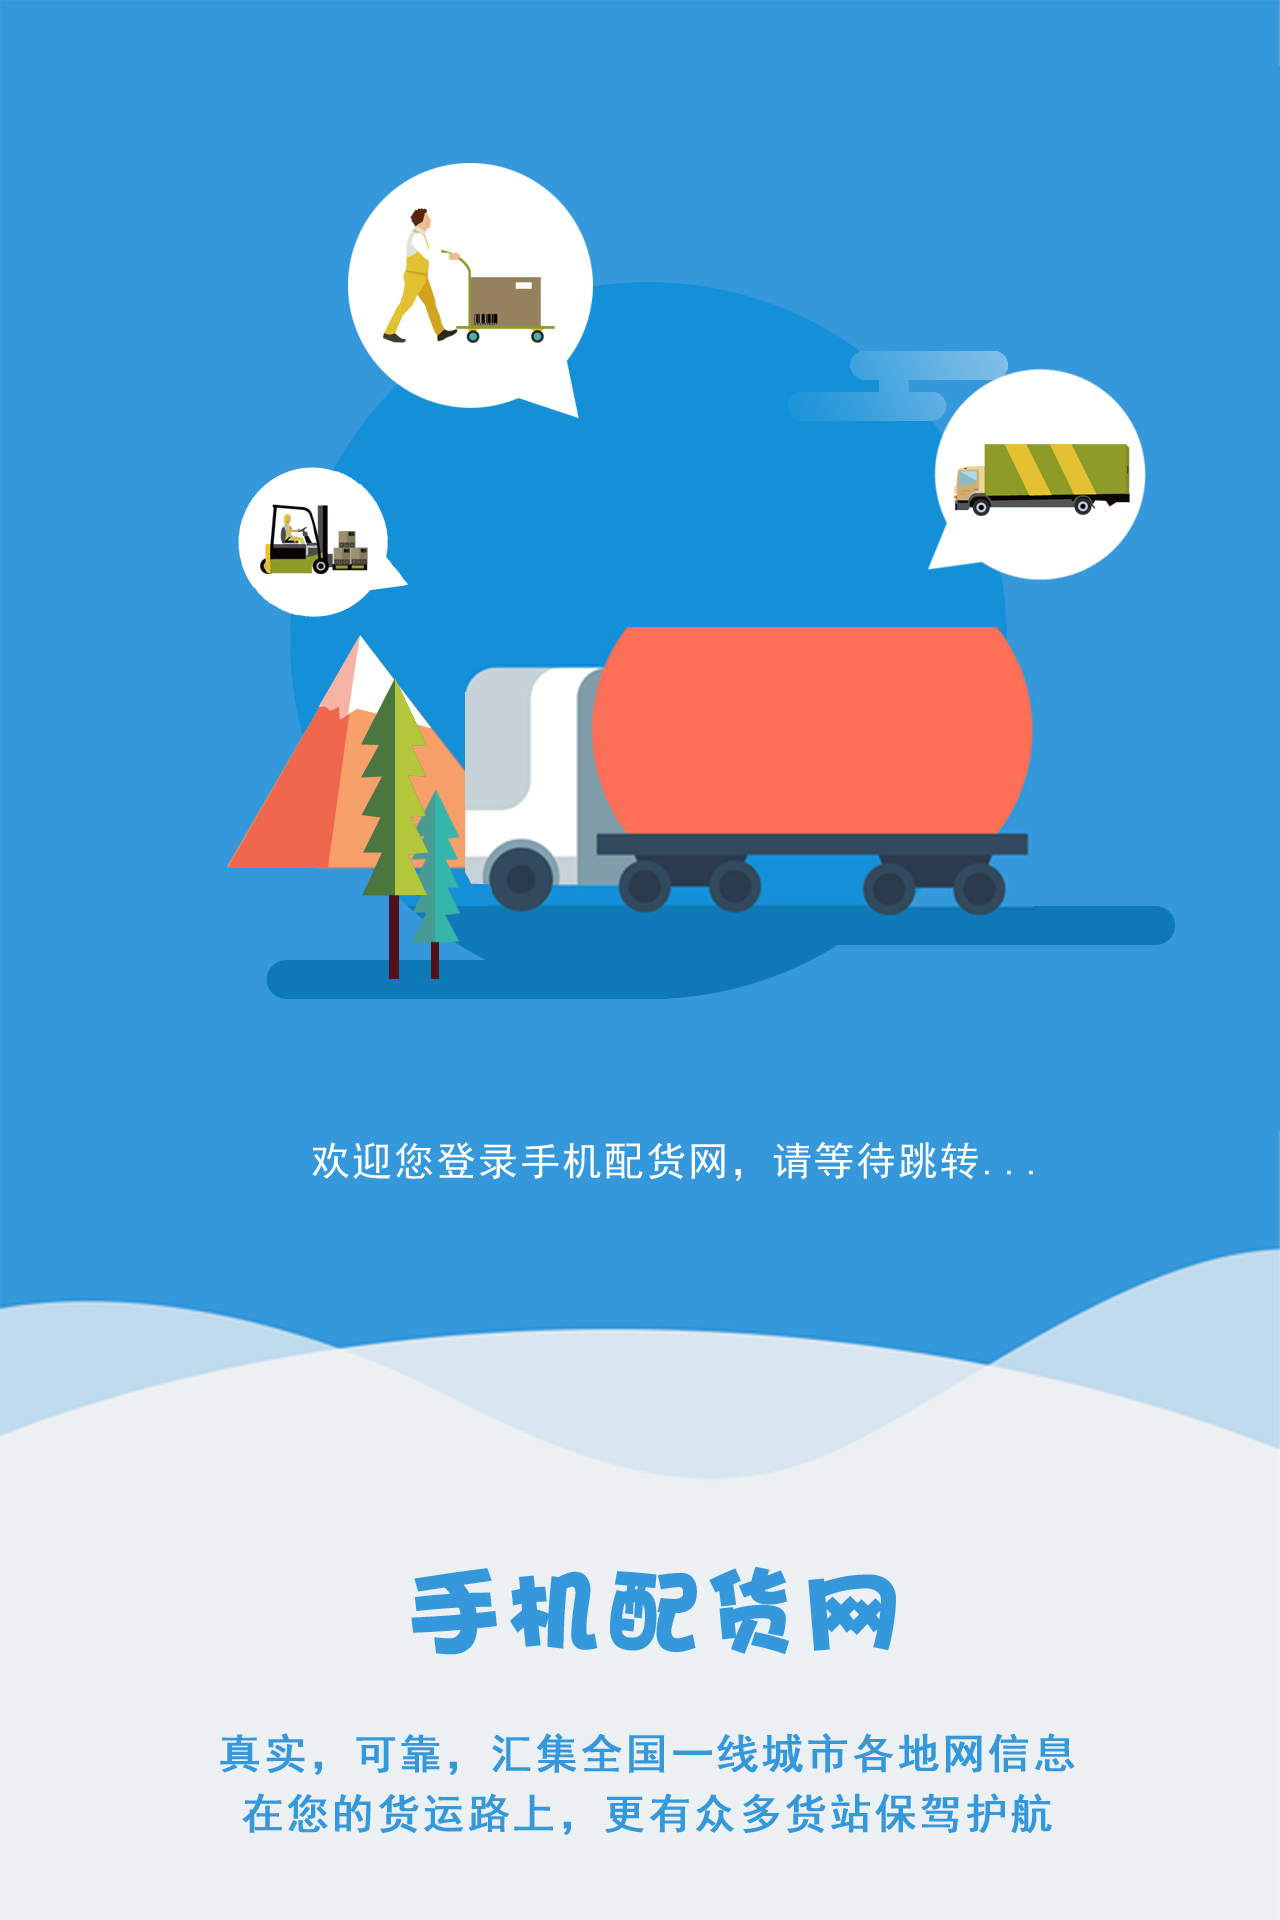 欢迎您登录手机配货网，请等待跳转...
手机配货网
真实，可靠，汇集全国一线城市各地网信息
在您的货运路上，更有众多货站保驾护航